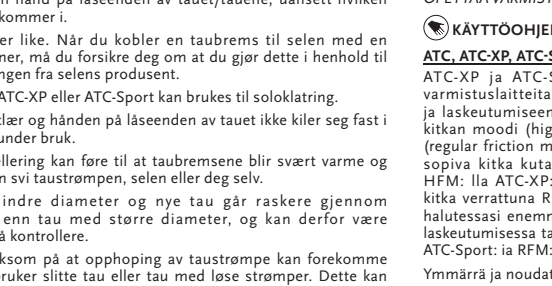 hånd på låseenden av tauet/tauene, uansett hvilken
kommer i.
er like. Når du kobler en taubrems til selen med en
ner, må du forsikre deg om at du gjør dette i henhold til
ngen fra selens produsent.
ATC-XP eller ATC-Sport kan brukes til soloklatring.
klær og hånden på låseenden av tauet ikke kiler seg fast i
under bruk.
ellering kan føre til at taubremsene blir svært varme og
n svi taustrømpen, selen eller deg selv.
indre diameter og nye tau går raskere gjennom
enn tau med større diameter, og kan derfor være
å kontrollere.
ksom på at opphoping av taustrømpe kan forekomme
ruker slitte tau eller tau med løse strømper. Dette kan
KÄYTTÖOHJE
ATC, ATC-XP, ATC-S
ATC-XP ja ATC-S
varmistuslaitteita
ja laskeutumiseen
kitkan moodi (hig
(regular friction m
sopiva kitka kuta
HFM: lla ATC-XP:
kitka verrattuna R
halutessasi enemm
laskeutumisessa ta
ATC-Sport: ia RFM:
Ymmärrä ja noudat